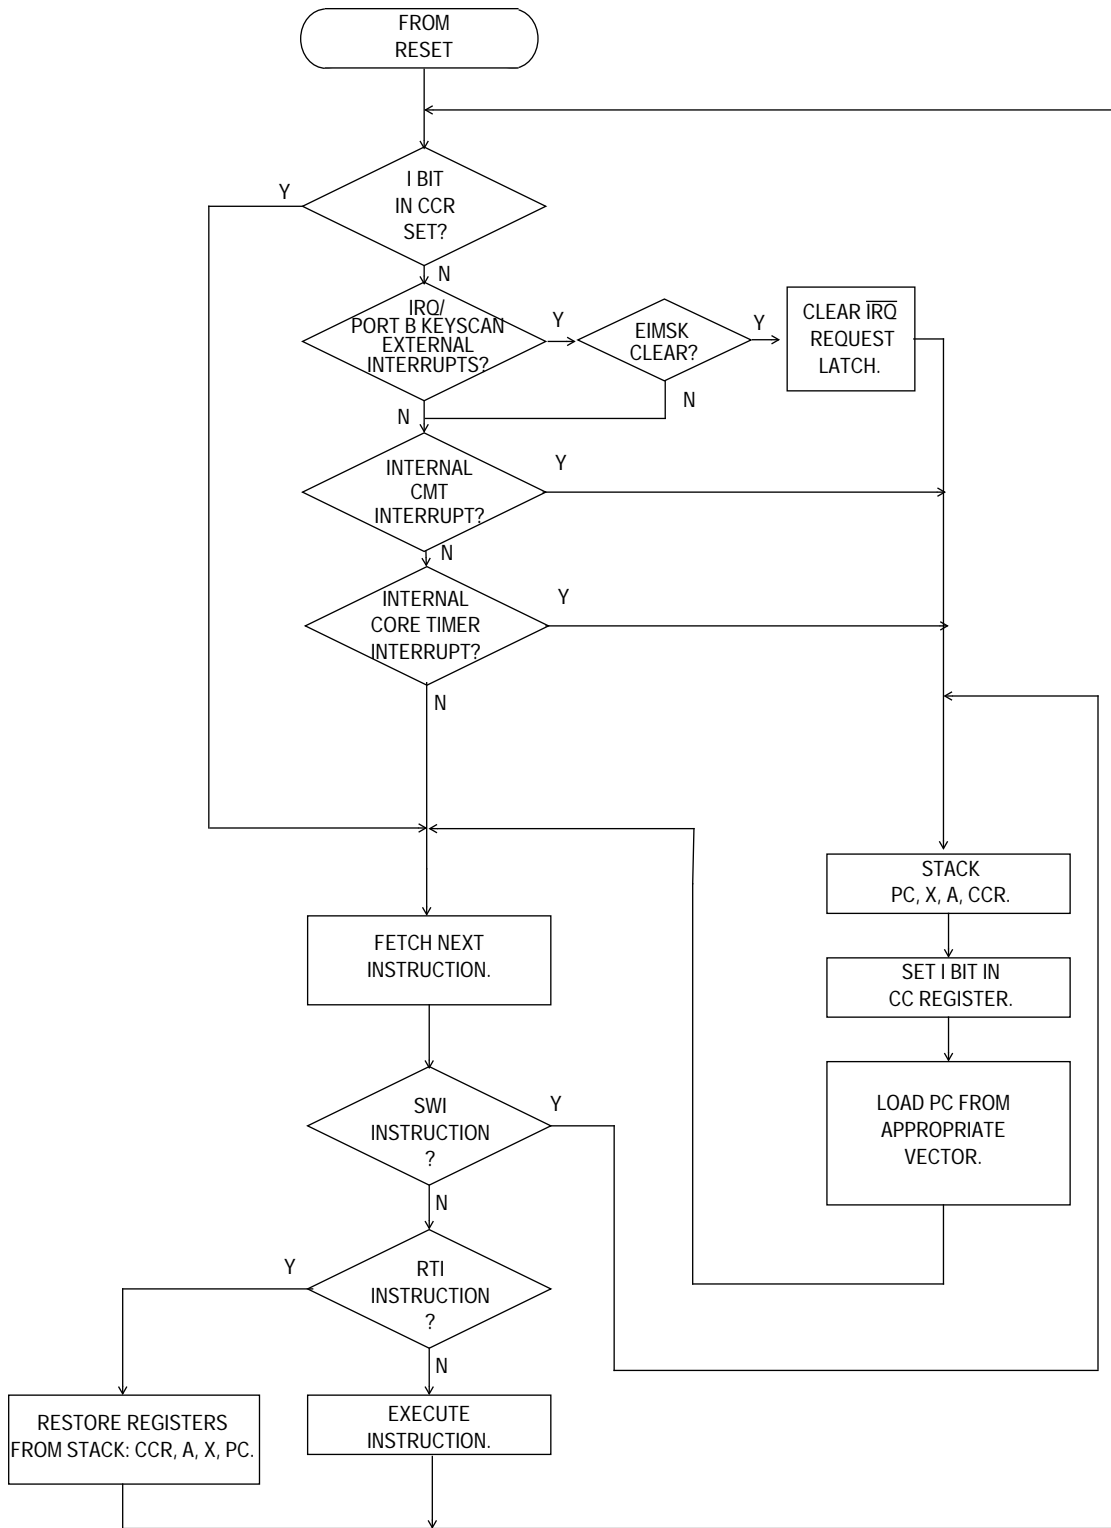 FROM
RESET
Y
I BIT
IN CCR
SET?
N
IRQ/
PORT B KEYSCAN
EXTERNAL
INTERRUPTS?
Y
EIMSK
CLEAR?
Y
CLEAR I̅R̅Q̅
REQUEST
LATCH.
N
N
INTERNAL
CMT
INTERRUPT?
Y
N
INTERNAL
CORE TIMER
INTERRUPT?
Y
N
STACK
PC, X, A, CCR.
SET I BIT IN
CC REGISTER.
LOAD PC FROM
APPROPRIATE
VECTOR.
FETCH NEXT
INSTRUCTION.
SWI
INSTRUCTION
?
Y
N
RTI
INSTRUCTION
?
Y
N
RESTORE REGISTERS
FROM STACK: CCR, A, X, PC.
EXECUTE
INSTRUCTION.